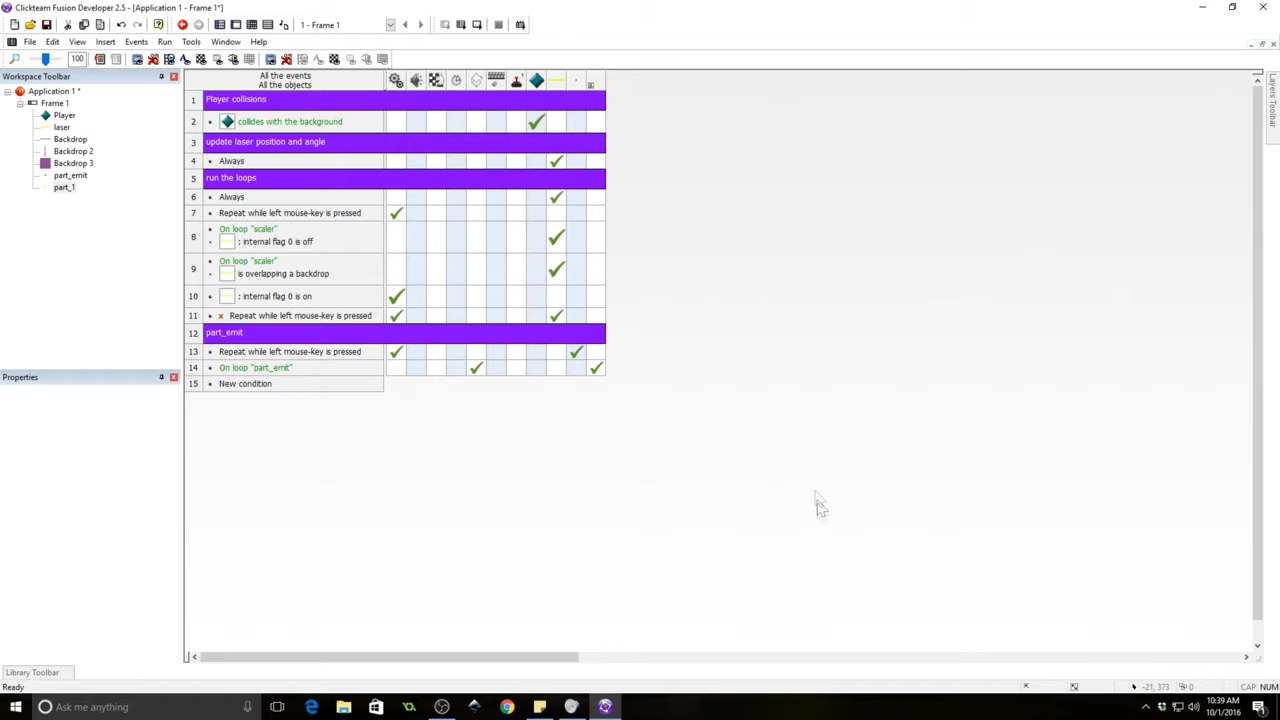 Clickteam Fusion Developer 2.5 - [Application 1 - Frame 1*]
1 - Frame 1
File Edit View Insert Events Run Tools Window Help
100
Workspace Toolbar
Application 1 *
Frame 1
Player
laser
Backdrop
Backdrop 2
Backdrop 3
part_emit
part_1
Properties
Library Toolbar
Layers Toolbar
All the events
All the objects
1 Player collisions
2 collides with the background
3 update laser position and angle
4 Always
5 run the loops
6 Always
7 Repeat while left mouse-key is pressed
8 On loop "scaler"
: internal flag 0 is off
9 On loop "scaler"
is overlapping a backdrop
10 : internal flag 0 is on
11 X Repeat while left mouse-key is pressed
12 part_emit
13 Repeat while left mouse-key is pressed
14 On loop "part_emit"
15 New condition
Ready
-21, 373 0 CAP NUM
Ask me anything
10:39 AM
10/1/2016